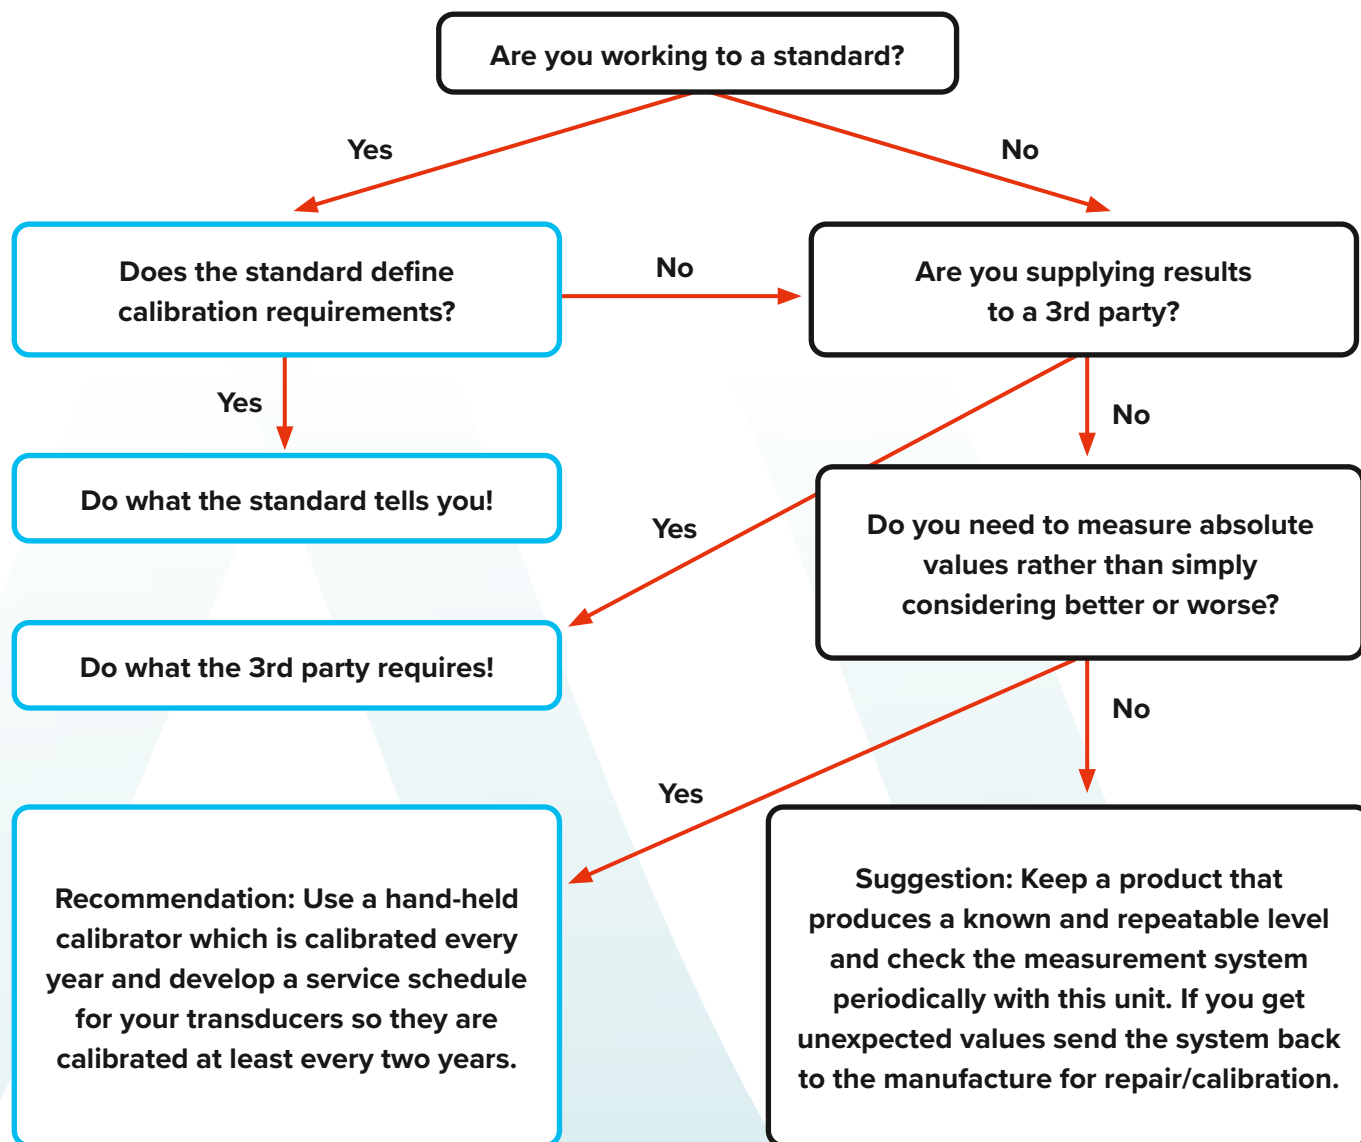 Are you working to a standard?
Yes
No
Does the standard define
calibration requirements?
No
Are you supplying results
to a 3rd party?
Yes
No
Do what the standard tells you!
Yes
Do you need to measure absolute
values rather than simply
considering better or worse?
Do what the 3rd party requires!
No
Yes
Recommendation: Use a hand-held
calibrator which is calibrated every
year and develop a service schedule
for your transducers so they are
calibrated at least every two years.
Suggestion: Keep a product that
produces a known and repeatable level
and check the measurement system
periodically with this unit. If you get
unexpected values send the system back
to the manufacture for repair/calibration.